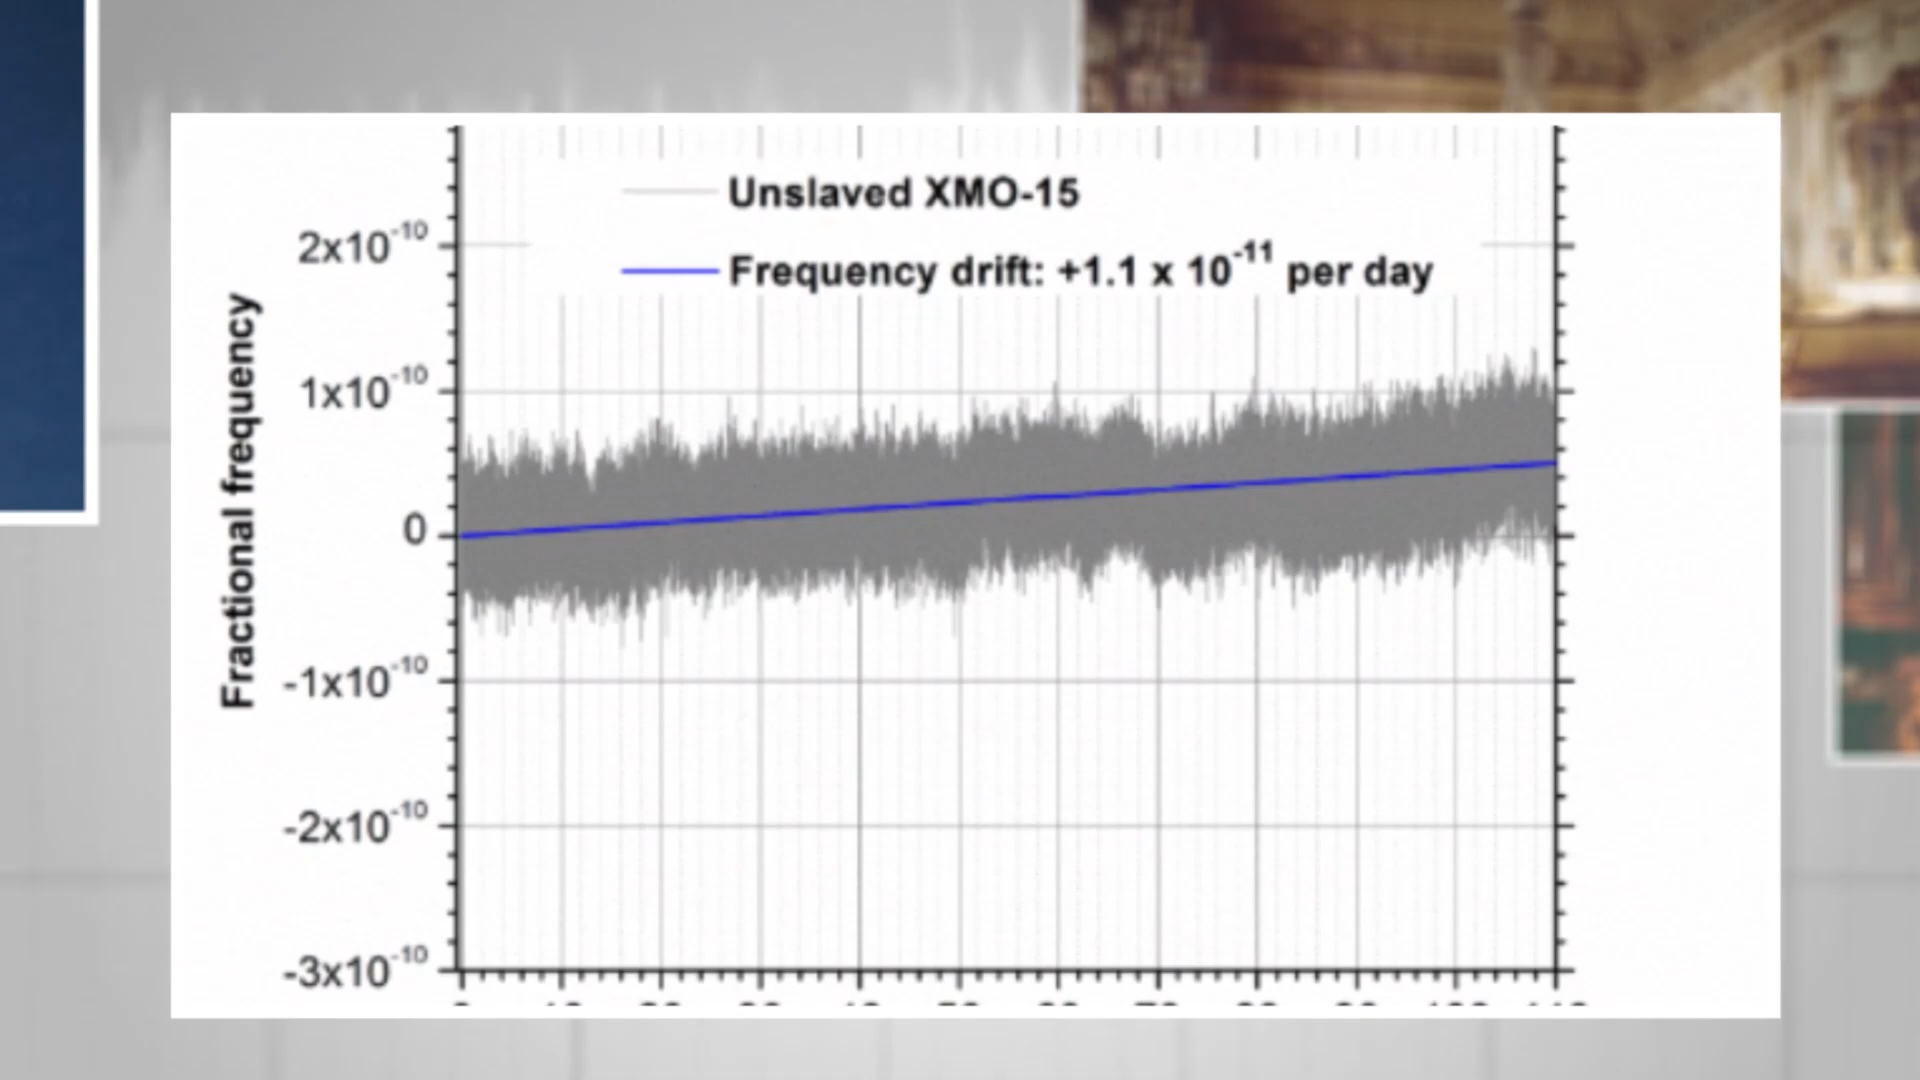 Unslaved XMO-15
Frequency drift: +1.1 x 10⁻¹¹ per day
Fractional frequency
2x10⁻¹⁰
1x10⁻¹⁰
0
-1x10⁻¹⁰
-2x10⁻¹⁰
-3x10⁻¹⁰